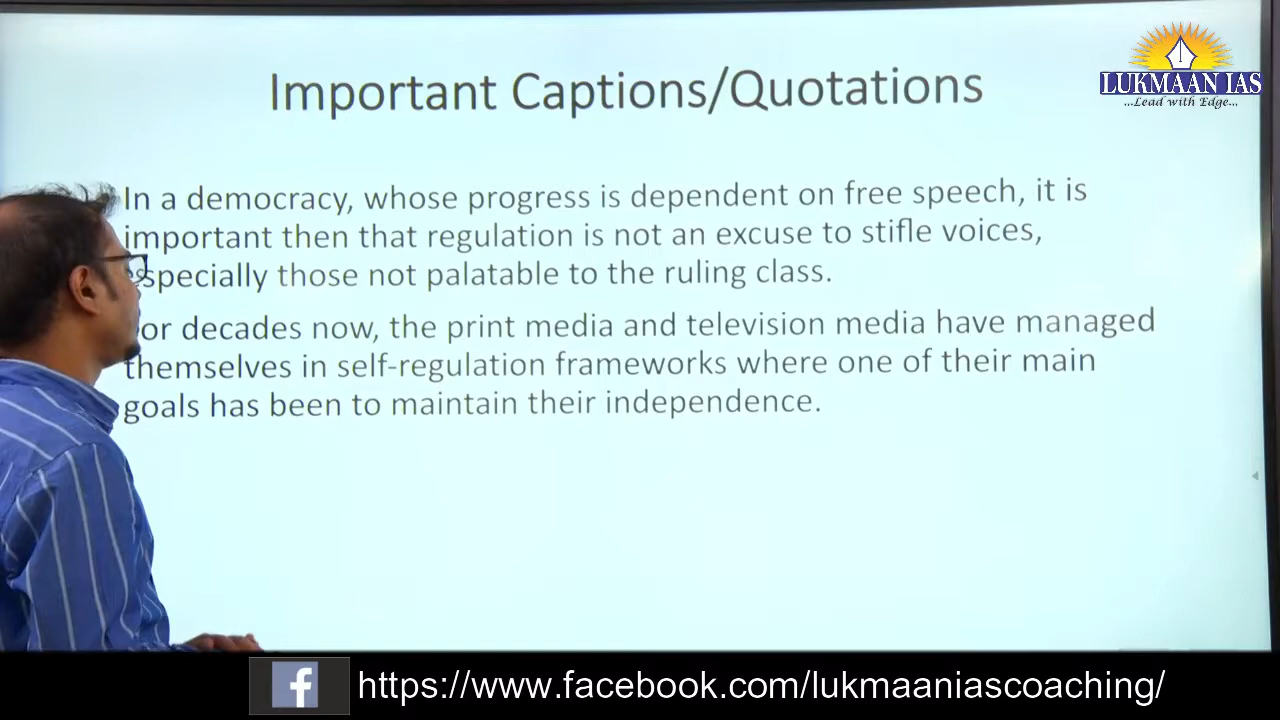 LUKMAAN IAS
...Lead with Edge...
Important Captions/Quotations
In a democracy, whose progress is dependent on free speech, it is
important then that regulation is not an excuse to stifle voices,
especially those not palatable to the ruling class.
For decades now, the print media and television media have managed
themselves in self-regulation frameworks where one of their main
goals has been to maintain their independence.
f https://www.facebook.com/lukmaaniascoaching/